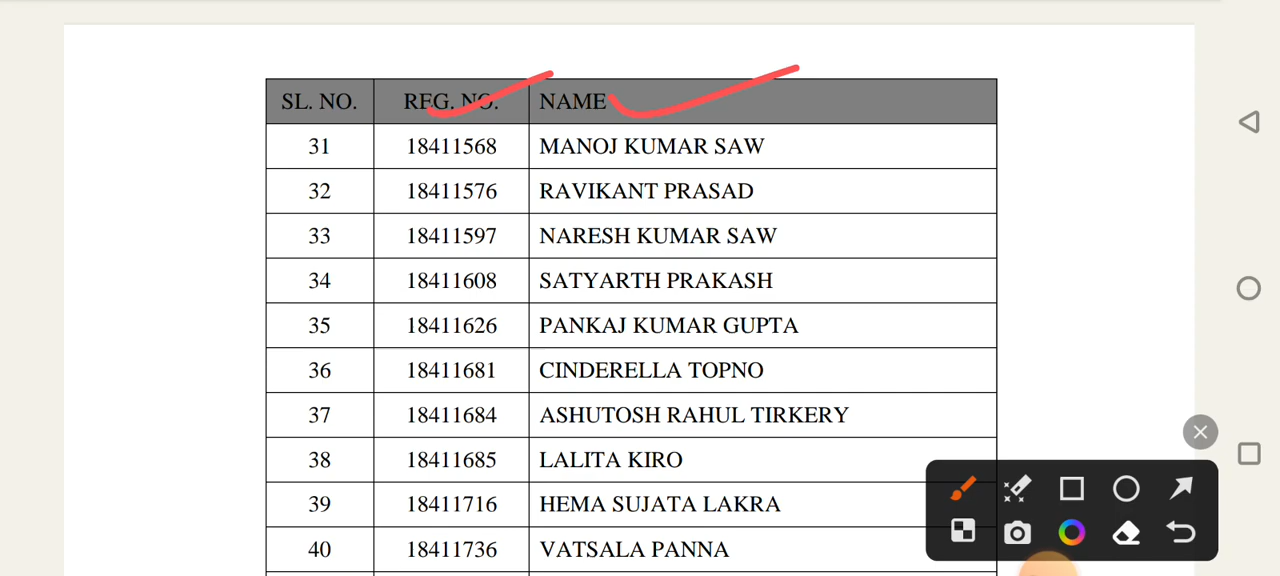 SL. NO. REG. NO. NAME
31 18411568 MANOJ KUMAR SAW
32 18411576 RAVIKANT PRASAD
33 18411597 NARESH KUMAR SAW
34 18411608 SATYARTH PRAKASH
35 18411626 PANKAJ KUMAR GUPTA
36 18411681 CINDERELLA TOPNO
37 18411684 ASHUTOSH RAHUL TIRKERY
38 18411685 LALITA KIRO
39 18411716 HEMA SUJATA LAKRA
40 18411736 VATSALA PANNA